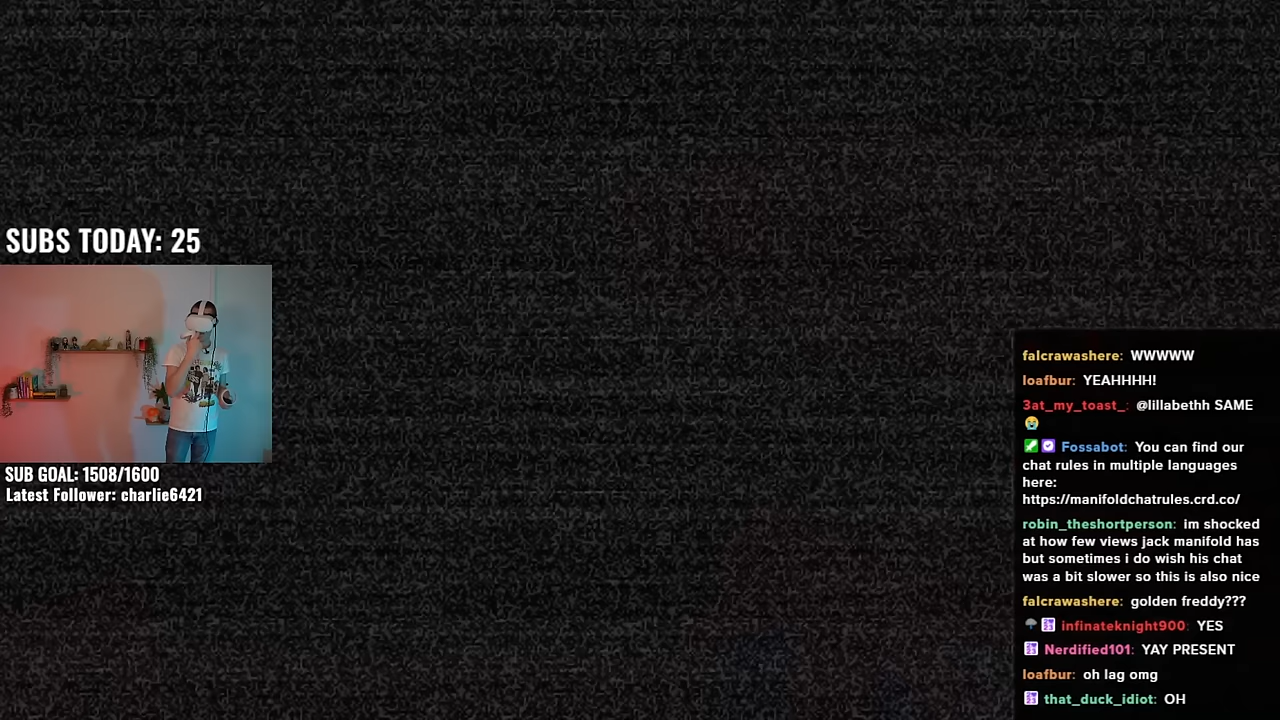 SUBS TODAY: 25
SUB GOAL: 1508/1600
Latest Follower: charlie6421
falcrawashere: WWWWW
loafbur: YEAHHHH!
3at_my_toast_: @lillabethh SAME
Fossabot: You can find our
chat rules in multiple languages
here:
https://manifoldchatrules.crd.co/
robin_theshortperson: im shocked
at how few views jack manifold has
but sometimes i do wish his chat
was a bit slower so this is also nice
falcrawashere: golden freddy???
infinateknight900: YES
Nerdified101: YAY PRESENT
loafbur: oh lag omg
that_duck_idiot: OH